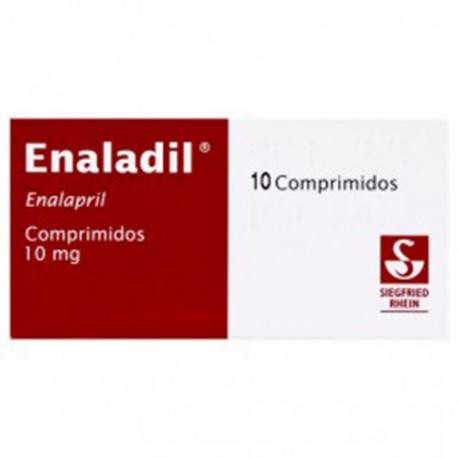 Enaladil®
Enalapril
Comprimidos
10 mg
10 Comprimidos
SIEGFRIED
RHEIN